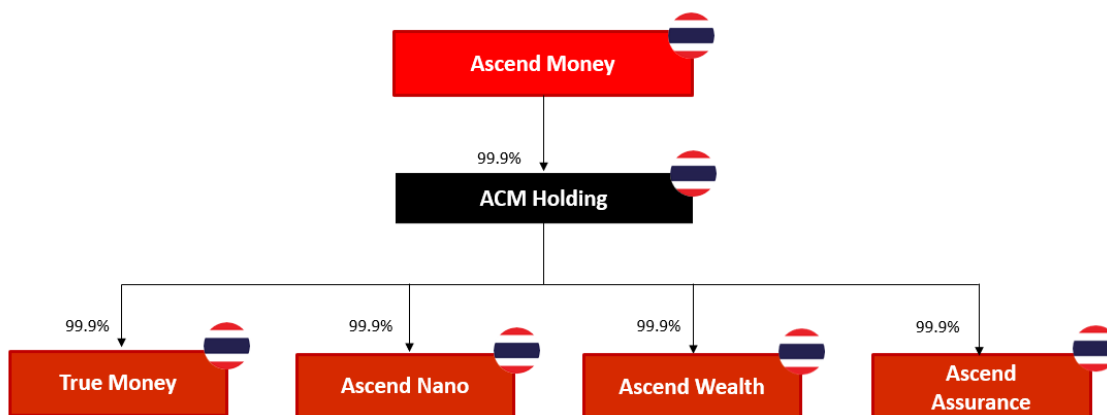 Ascend Money
99.9%
ACM Holding
99.9%
99.9%
99.9%
99.9%
True Money
Ascend Nano
Ascend Wealth
Ascend
Assurance